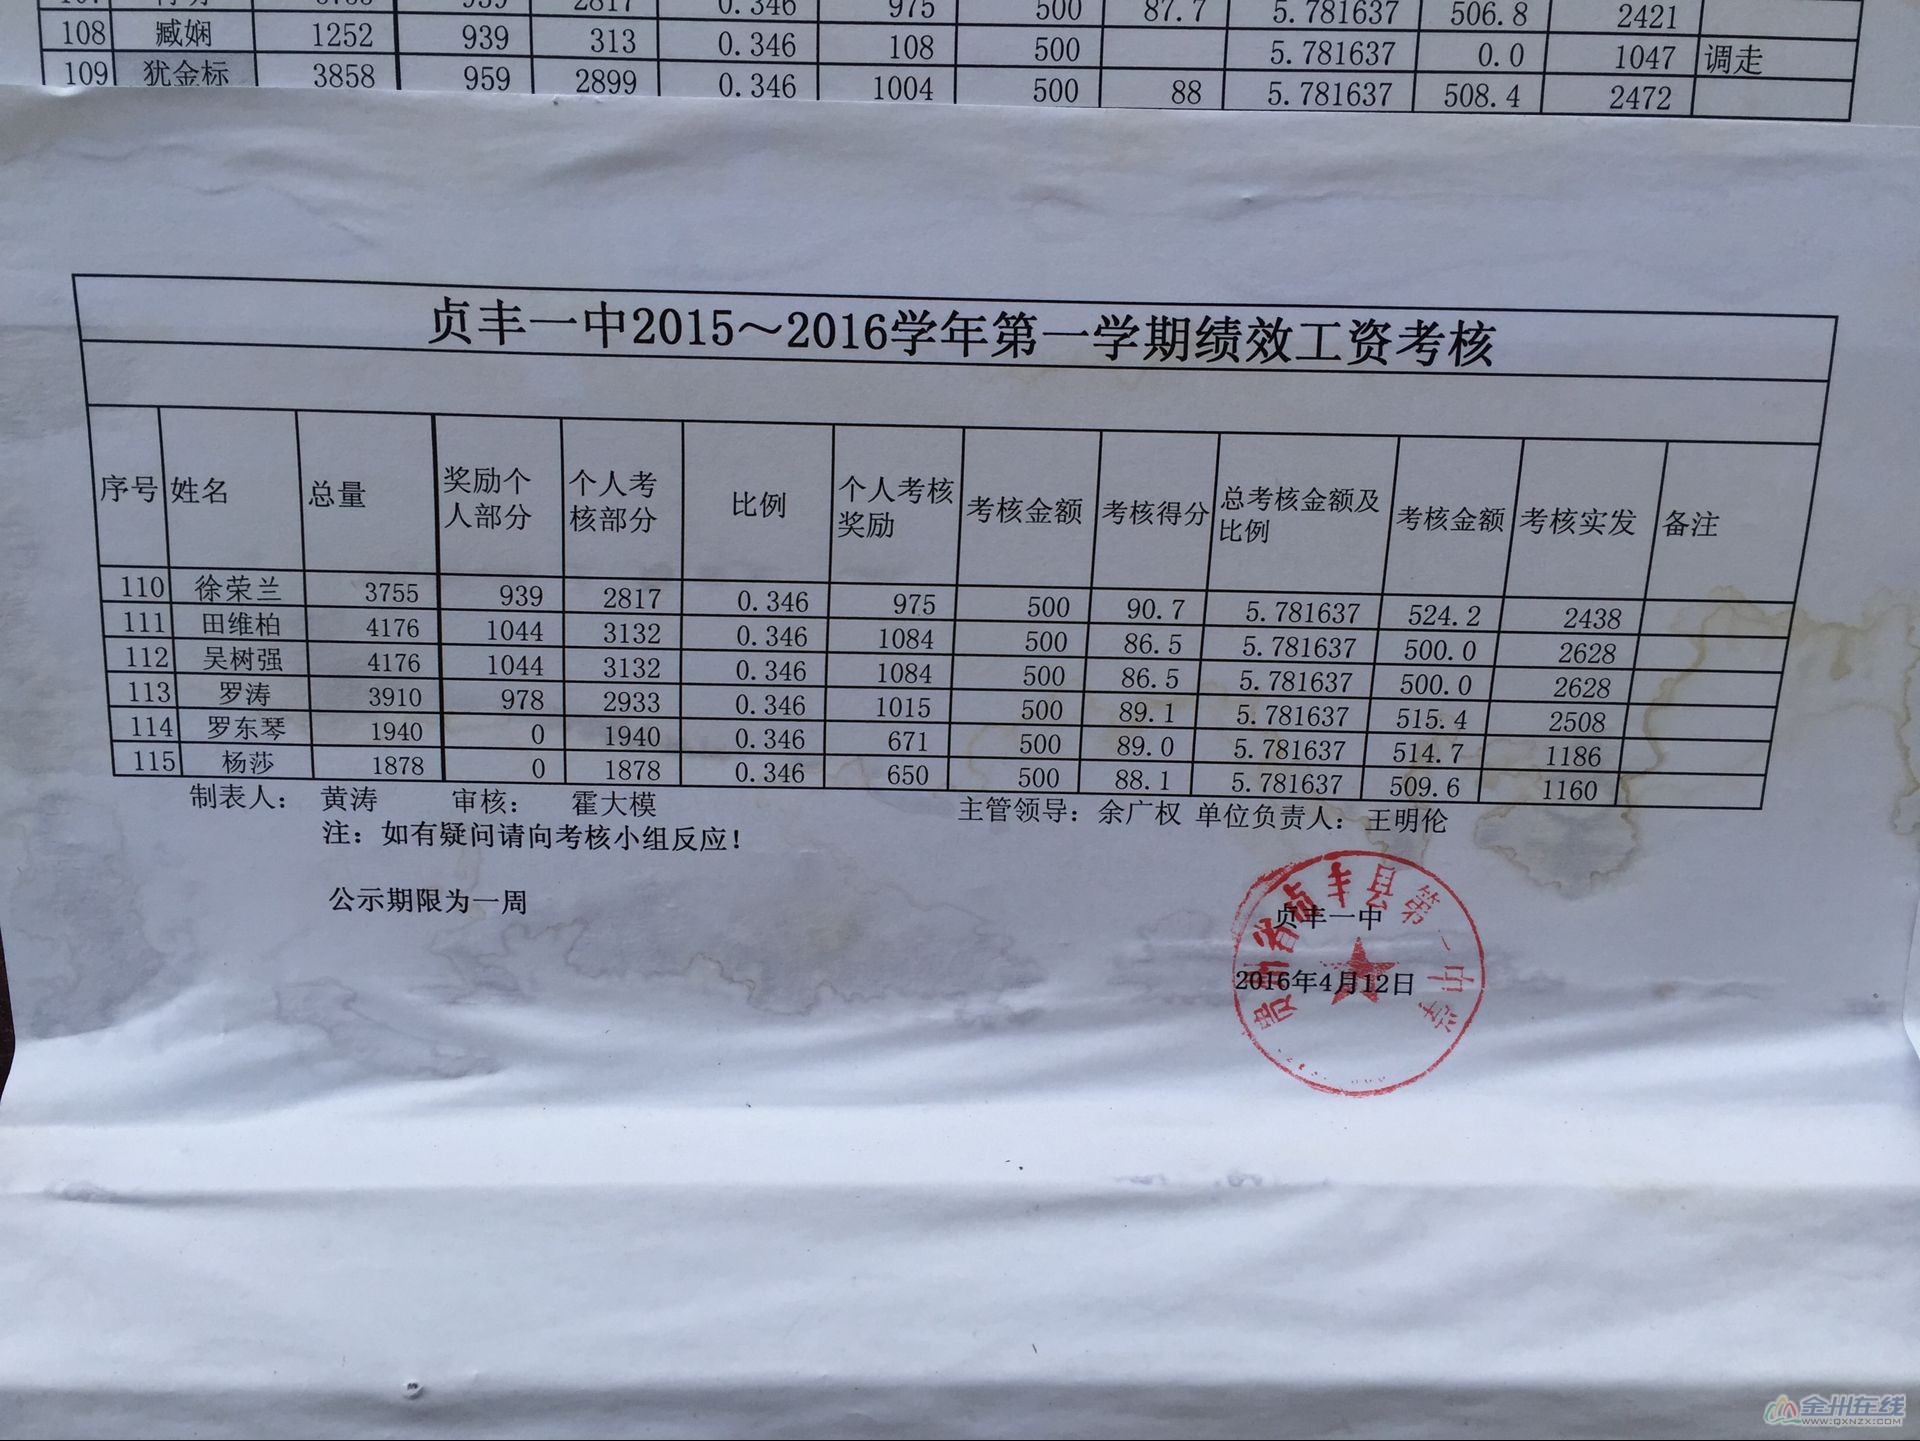 2817 0.346 975 500 87.7 5.781637 506.8 2421
108 臧娴 1252 939 313 0.346 108 500 5.781637 0.0 1047 调走
109 犹金标 3858 959 2899 0.346 1004 500 88 5.781637 508.4 2472
贞丰一中2015～2016学年第一学期绩效工资考核
序号 姓名 总量 奖励个人部分 个人考核部分 比例 个人考核奖励 考核金额 考核得分 总考核金额及比例 考核金额 考核实发 备注
110 徐荣兰 3755 939 2817 0.346 975 500 90.7 5.781637 524.2 2438
111 田维柏 4176 1044 3132 0.346 1084 500 86.5 5.781637 500.0 2628
112 吴树强 4176 1044 3132 0.346 1084 500 86.5 5.781637 500.0 2628
113 罗涛 3910 978 2933 0.346 1015 500 89.1 5.781637 515.4 2508
114 罗东琴 1940 0 1940 0.346 671 500 89.0 5.781637 514.7 1186
115 杨莎 1878 0 1878 0.346 650 500 88.1 5.781637 509.6 1160
制表人： 黄涛 审核： 霍大模 主管领导：余广权 单位负责人： 王明伦
注：如有疑问请向考核小组反应！
公示期限为一周
贞丰一中
2016年4月12日
贵州省贞丰县第一中学
金州在线
WWW.QXNZX.COM